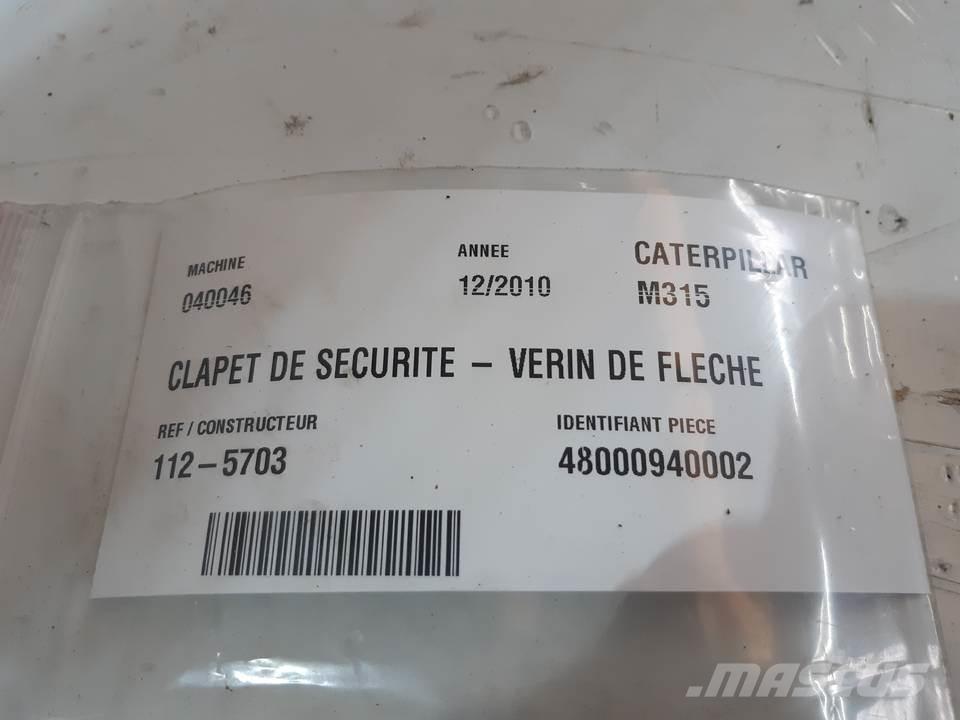 MACHINE
040046
ANNEE
12/2010
CATERPILLAR
M315
CLAPET DE SECURITE – VERIN DE FLECHE
REF / CONSTRUCTEUR
112–5703
IDENTIFIANT PIECE
48000940002
MASCUS